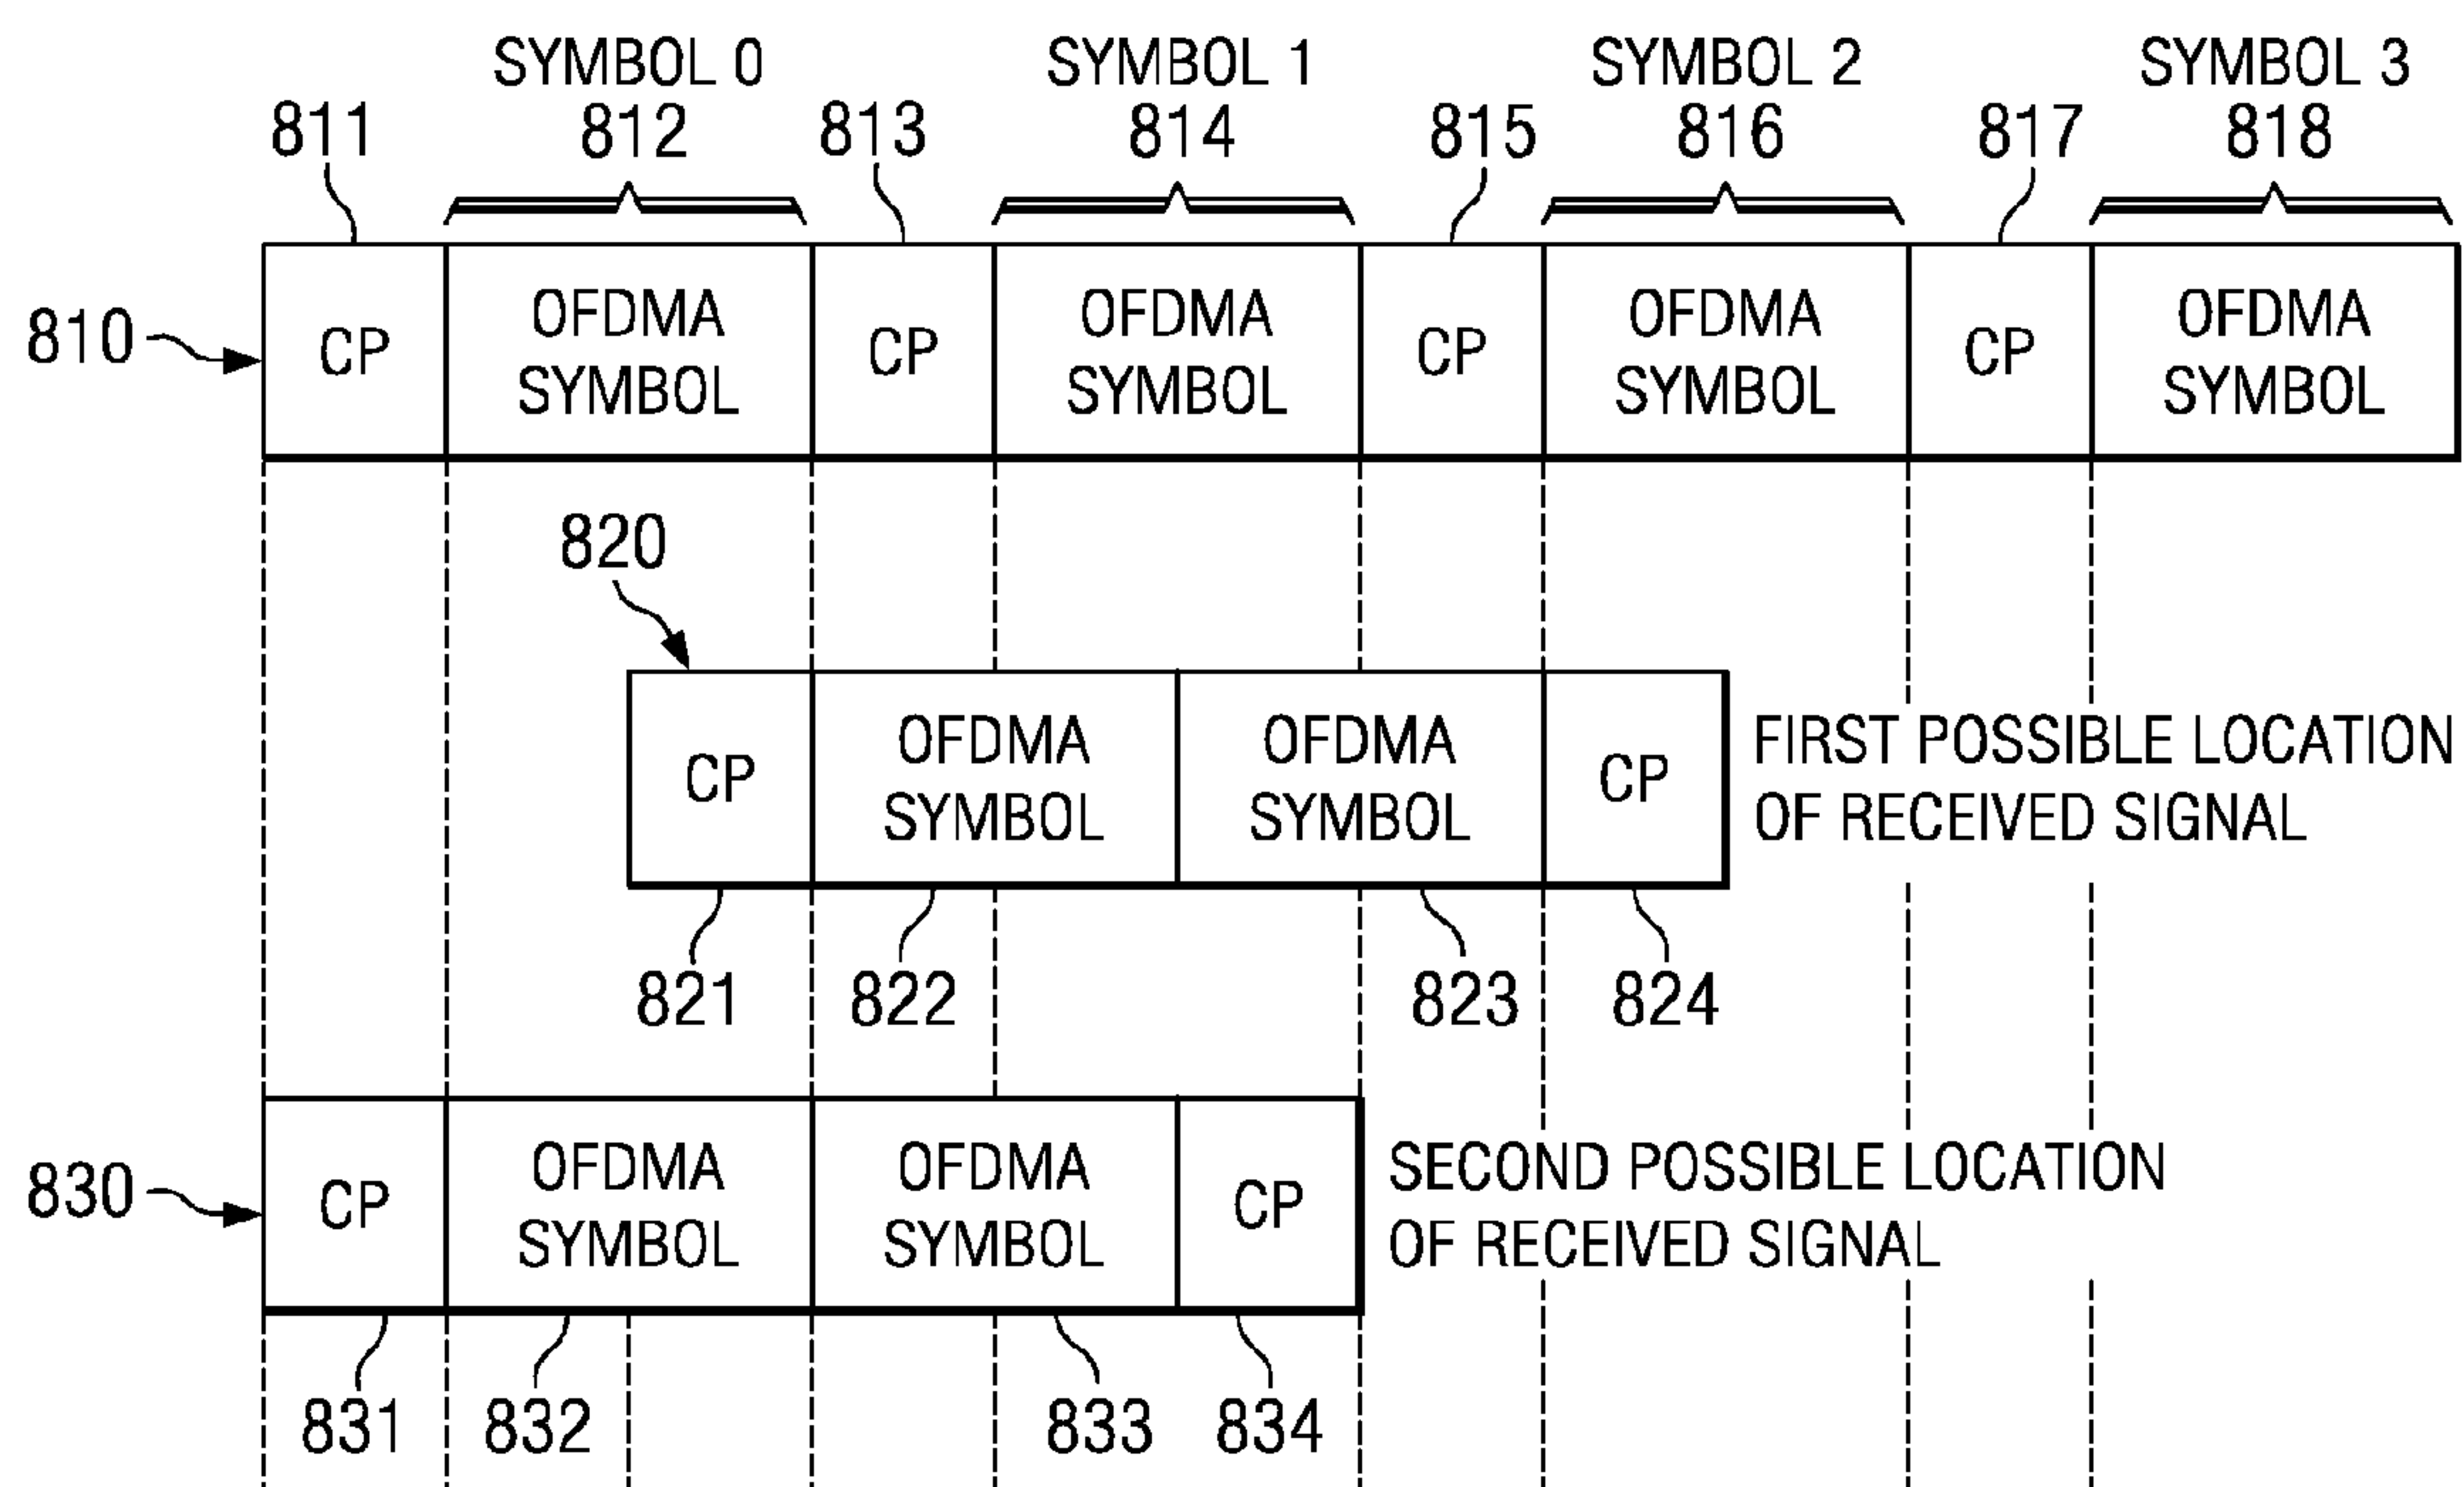 SYMBOL 0 SYMBOL 1 SYMBOL 2 SYMBOL 3
811 812 813 814 815 816 817 818
810
CP OFDMA SYMBOL CP OFDMA SYMBOL CP OFDMA SYMBOL CP OFDMA SYMBOL
820
CP OFDMA SYMBOL OFDMA SYMBOL CP
FIRST POSSIBLE LOCATION
OF RECEIVED SIGNAL
821 822 823 824
830
CP OFDMA SYMBOL OFDMA SYMBOL CP
SECOND POSSIBLE LOCATION
OF RECEIVED SIGNAL
831 832 833 834